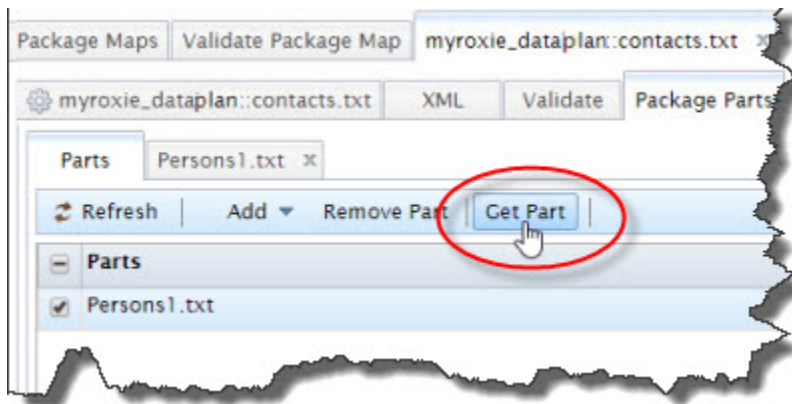 Package Maps Validate Package Map myroxie_dataplan::contacts.txt x
myroxie_dataplan::contacts.txt XML Validate Package Parts
Parts Persons1.txt x
Refresh Add Remove Part Get Part
Parts
Persons1.txt